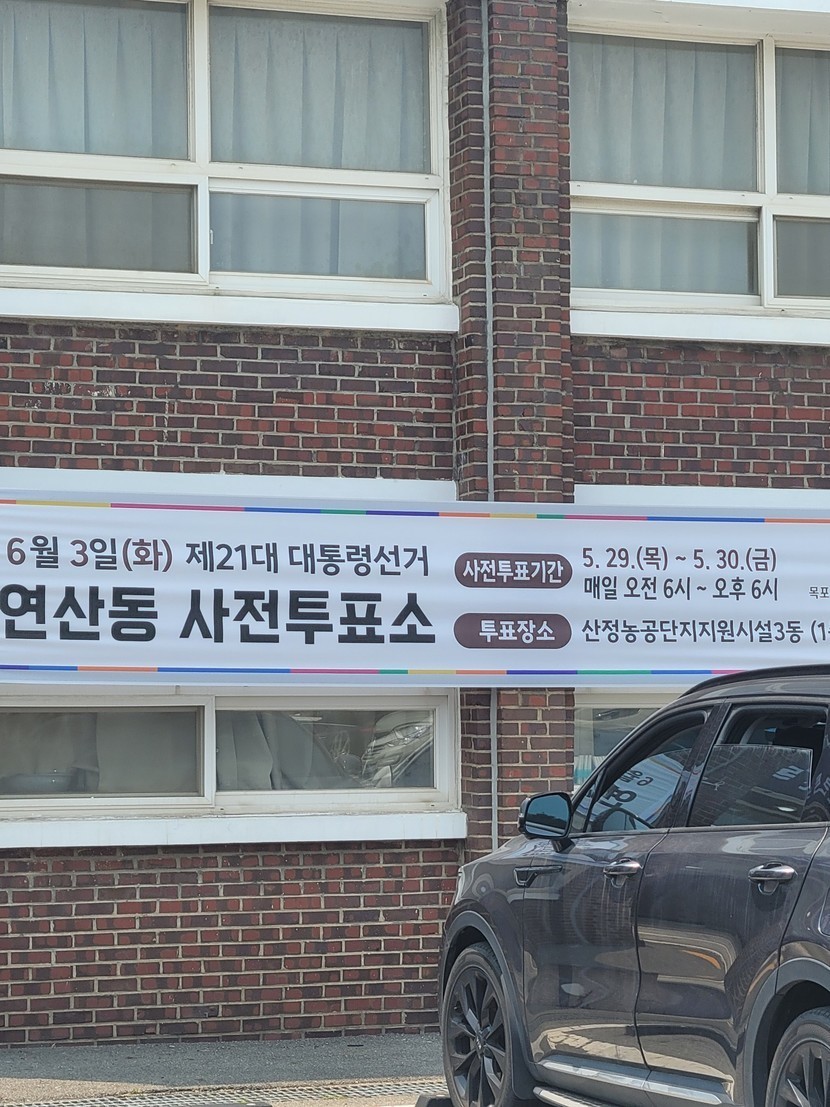 6월 3일(화) 제21대 대통령선거
연산동 사전투표소
사전투표기간
5. 29.(목) ~ 5. 30.(금)
매일 오전 6시 ~ 오후 6시
목포
투표장소
산정농공단지지원시설3동 (1